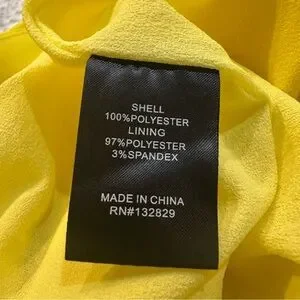 SHELL
100%POLYESTER
LINING
97%POLYESTER
3%SPANDEX
MADE IN CHINA
RN#132829